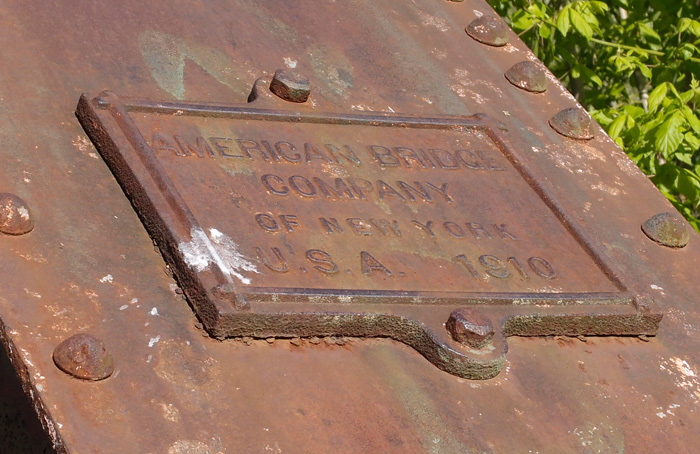 AMERICAN BRIDGE
COMPANY
OF NEW YORK
U.S.A. 1910